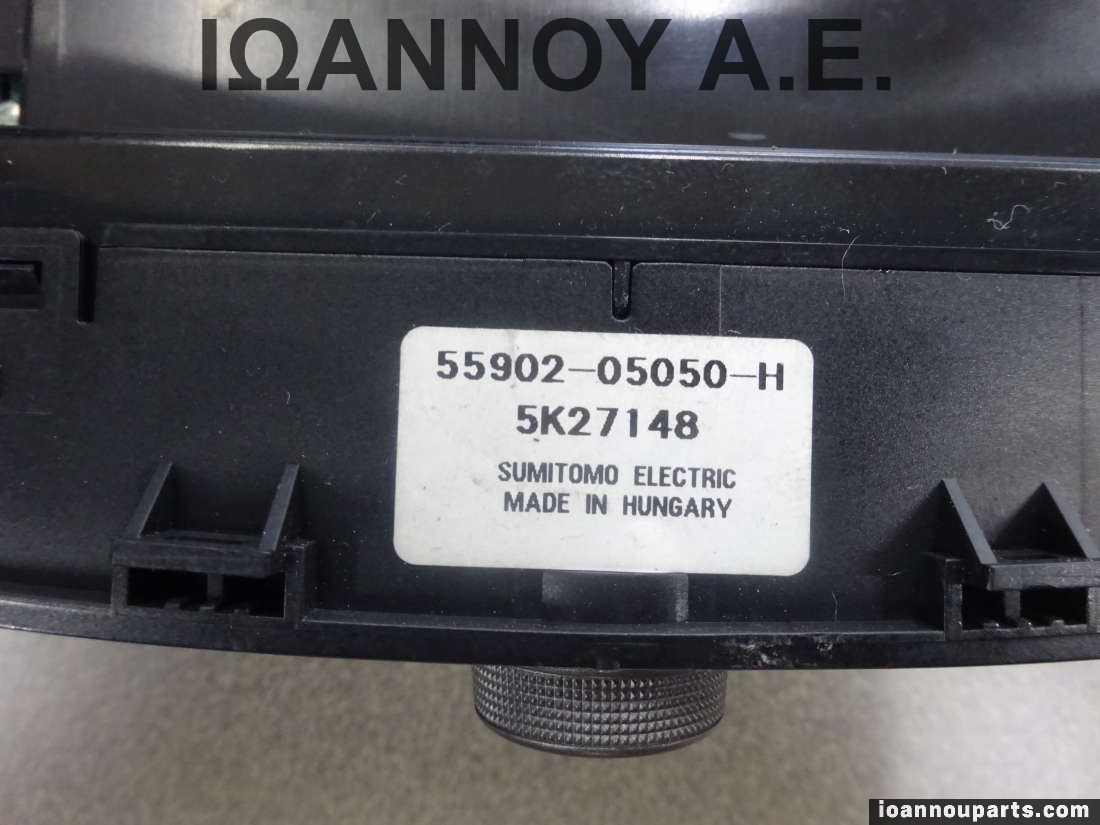 ΙΩΑΝΝΟΥ Α.Ε.
55902-05050-H
5K27148
SUMITOMO ELECTRIC
MADE IN HUNGARY
ioannouparts.com